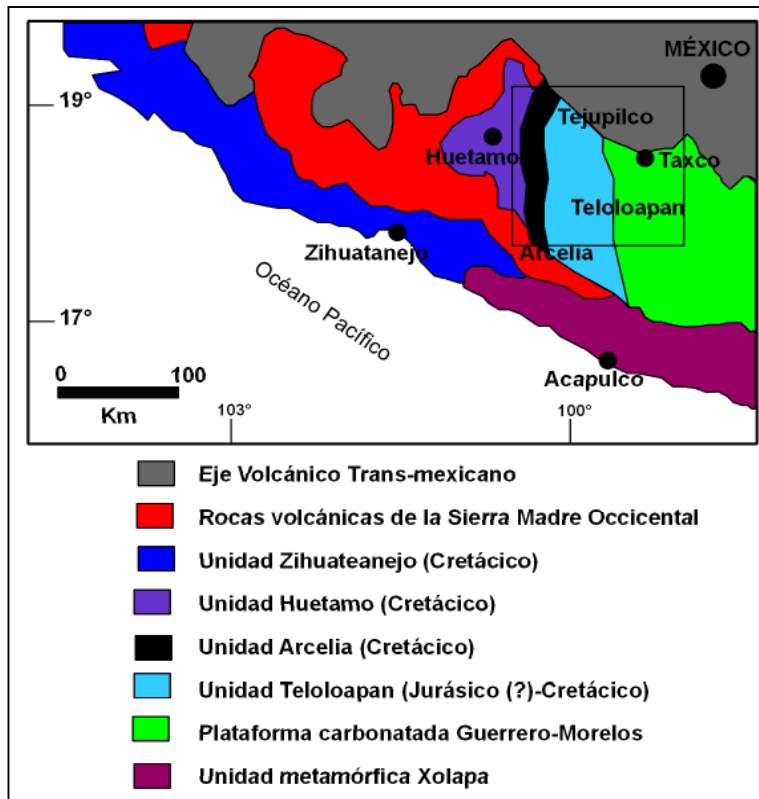 MÉXICO
19°
Tejupilco
Huetamo
Taxco
Teloloapan
Zihuatanejo
Arcelia
Océano Pacífico
17°
0 100
Km
Acapulco
103° 100°
Eje Volcánico Trans-mexicano
Rocas volcánicas de la Sierra Madre Occicental
Unidad Zihuateanejo (Cretácico)
Unidad Huetamo (Cretácico)
Unidad Arcelia (Cretácico)
Unidad Teloloapan (Jurásico (?)-Cretácico)
Plataforma carbonatada Guerrero-Morelos
Unidad metamórfica Xolapa